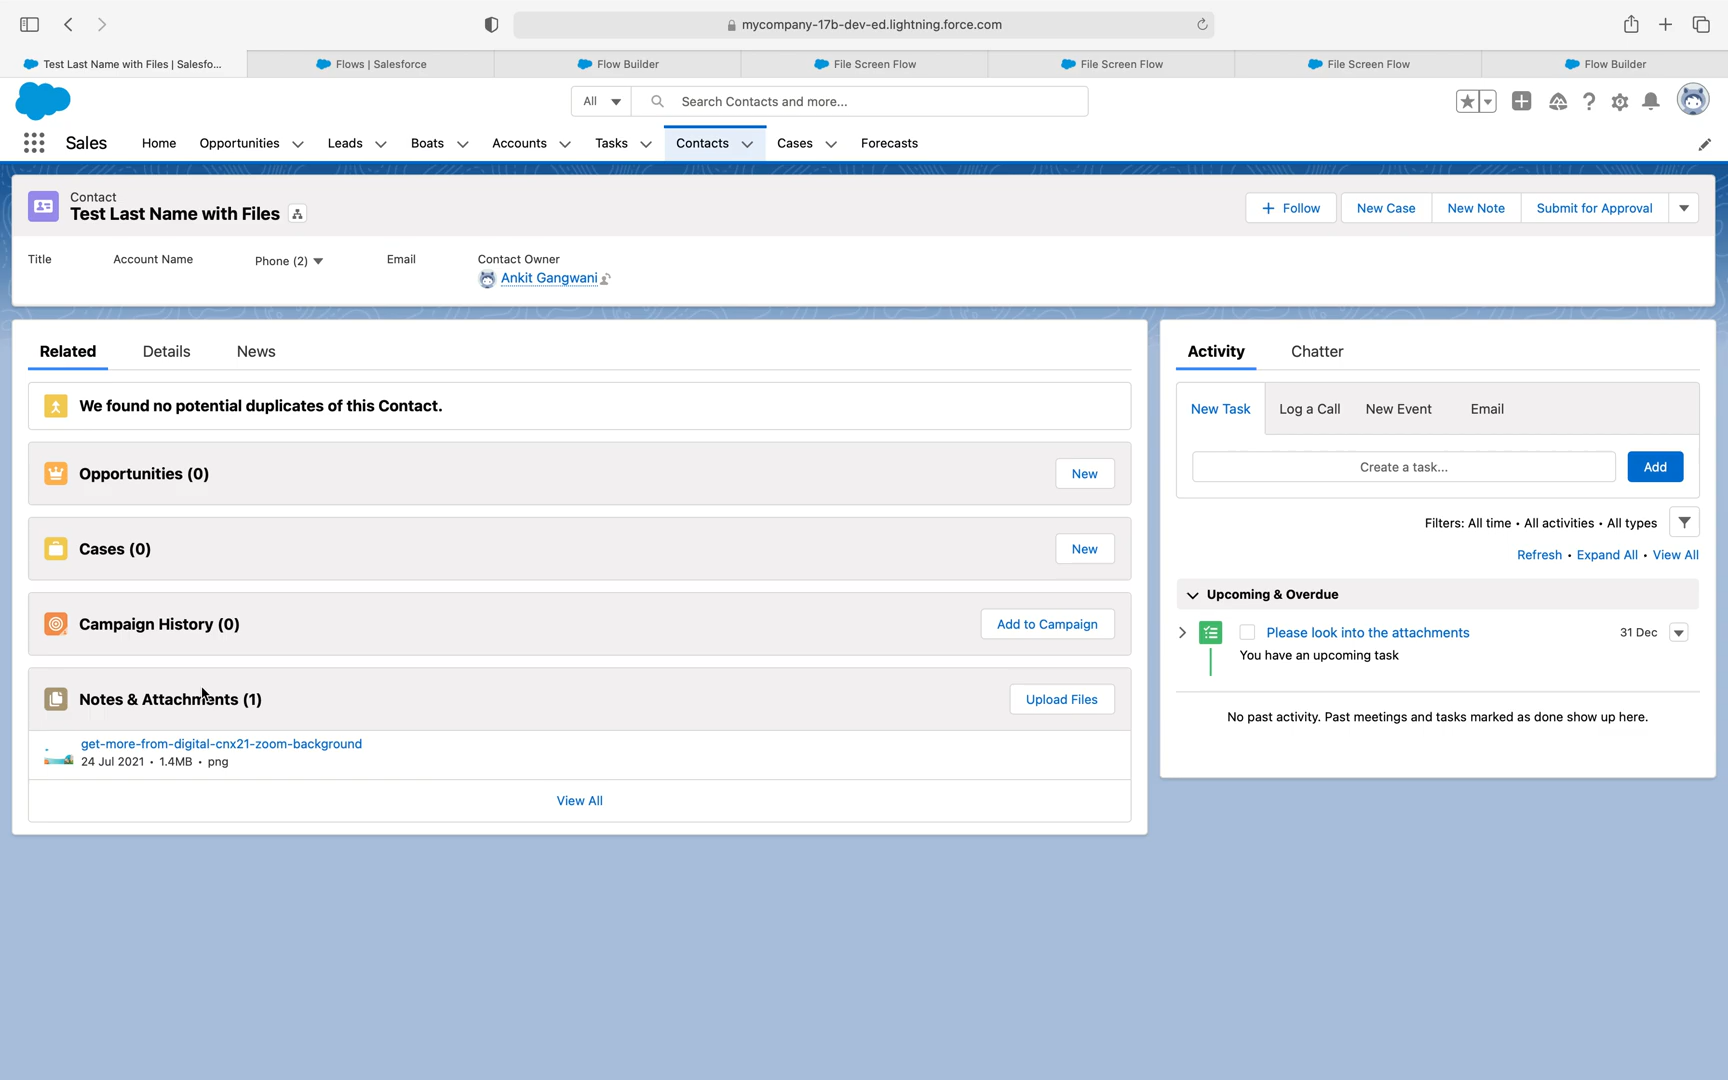 mycompany-17b-dev-ed.lightning.force.com
Test Last Name with Files | Salesfo...
Flows | Salesforce
Flow Builder
File Screen Flow
File Screen Flow
File Screen Flow
Flow Builder
All
Search Contacts and more...
Sales
Home
Opportunities
Leads
Boats
Accounts
Tasks
Contacts
Cases
Forecasts
Contact
Test Last Name with Files
Follow
New Case
New Note
Submit for Approval
Title
Account Name
Phone (2)
Email
Contact Owner
Ankit Gangwani
Related
Details
News
We found no potential duplicates of this Contact.
Opportunities (0)
New
Cases (0)
New
Campaign History (0)
Add to Campaign
Notes & Attachments (1)
Upload Files
get-more-from-digital-cnx21-zoom-background
24 Jul 2021 • 1.4MB • png
View All
Activity
Chatter
New Task
Log a Call
New Event
Email
Create a task...
Add
Filters: All time • All activities • All types
Refresh • Expand All • View All
Upcoming & Overdue
Please look into the attachments
31 Dec
You have an upcoming task
No past activity. Past meetings and tasks marked as done show up here.